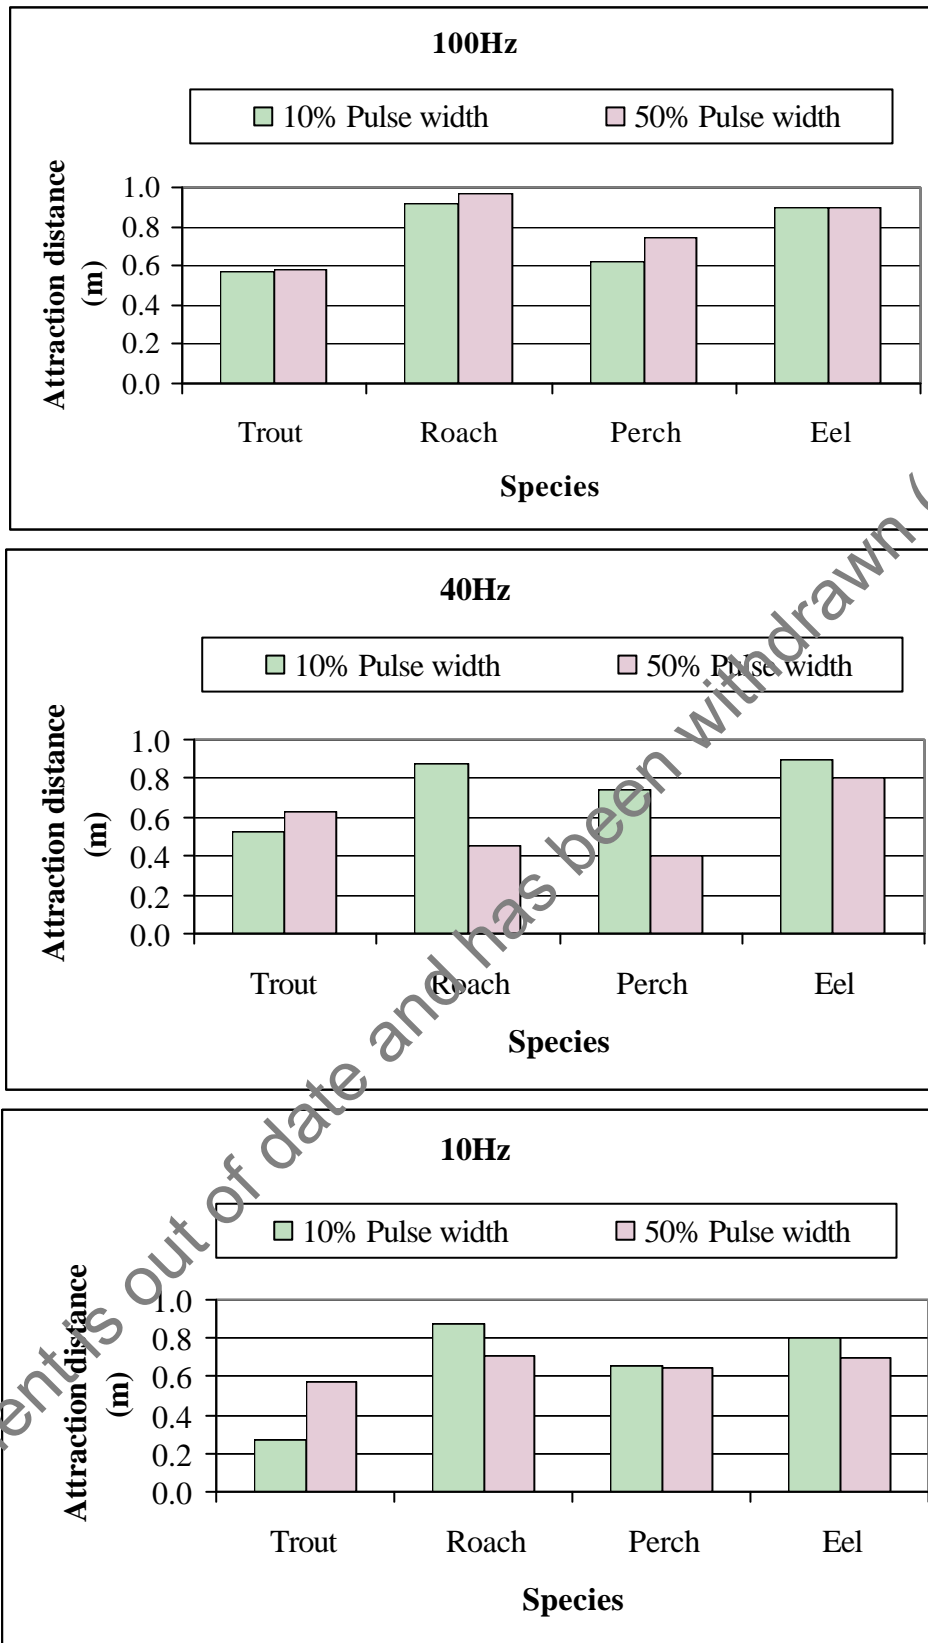 100Hz
10% Pulse width 50% Pulse width
Attraction distance
(m)
1.0
0.8
0.6
0.4
0.2
0.0
Trout Roach Perch Eel
Species
40Hz
10% Pulse width 50% Pulse width
Attraction distance
(m)
1.0
0.8
0.6
0.4
0.2
0.0
Trout Roach Perch Eel
Species
10Hz
10% Pulse width 50% Pulse width
Attraction distance
(m)
1.0
0.8
0.6
0.4
0.2
0.0
Trout Roach Perch Eel
Species
is out of date and has been withdrawn (